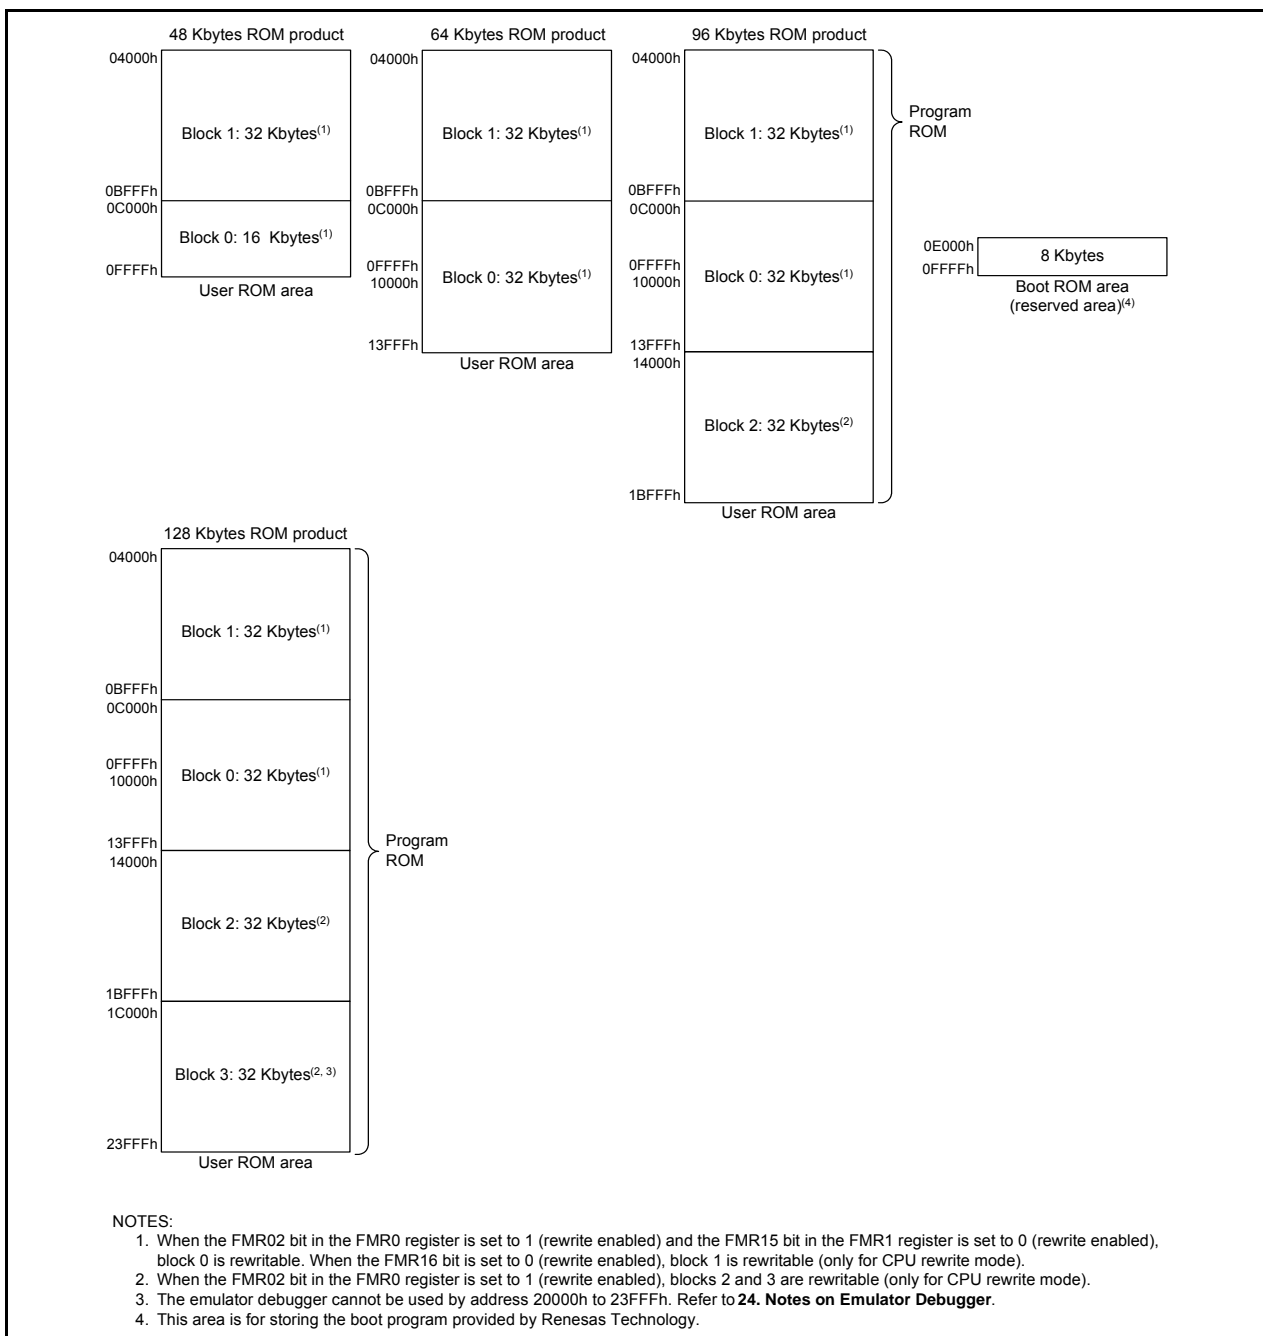 48 Kbytes ROM product
04000h
Block 1: 32 Kbytes(1)
0BFFFh
0C000h
Block 0: 16 Kbytes(1)
0FFFFh
User ROM area
64 Kbytes ROM product
04000h
Block 1: 32 Kbytes(1)
0BFFFh
0C000h
0FFFFh
10000h
Block 0: 32 Kbytes(1)
13FFFh
User ROM area
96 Kbytes ROM product
04000h
Block 1: 32 Kbytes(1)
0BFFFh
0C000h
0FFFFh
10000h
Block 0: 32 Kbytes(1)
13FFFh
14000h
Block 2: 32 Kbytes(2)
1BFFFh
User ROM area
Program
ROM
0E000h
8 Kbytes
0FFFFh
Boot ROM area
(reserved area)(4)
128 Kbytes ROM product
04000h
Block 1: 32 Kbytes(1)
0BFFFh
0C000h
0FFFFh
10000h
Block 0: 32 Kbytes(1)
13FFFh
14000h
Block 2: 32 Kbytes(2)
1BFFFh
1C000h
Block 3: 32 Kbytes(2, 3)
23FFFh
User ROM area
Program
ROM
NOTES:
1. When the FMR02 bit in the FMR0 register is set to 1 (rewrite enabled) and the FMR15 bit in the FMR1 register is set to 0 (rewrite enabled),
block 0 is rewritable. When the FMR16 bit is set to 0 (rewrite enabled), block 1 is rewritable (only for CPU rewrite mode).
2. When the FMR02 bit in the FMR0 register is set to 1 (rewrite enabled), blocks 2 and 3 are rewritable (only for CPU rewrite mode).
3. The emulator debugger cannot be used by address 20000h to 23FFFh. Refer to 24. Notes on Emulator Debugger.
4. This area is for storing the boot program provided by Renesas Technology.